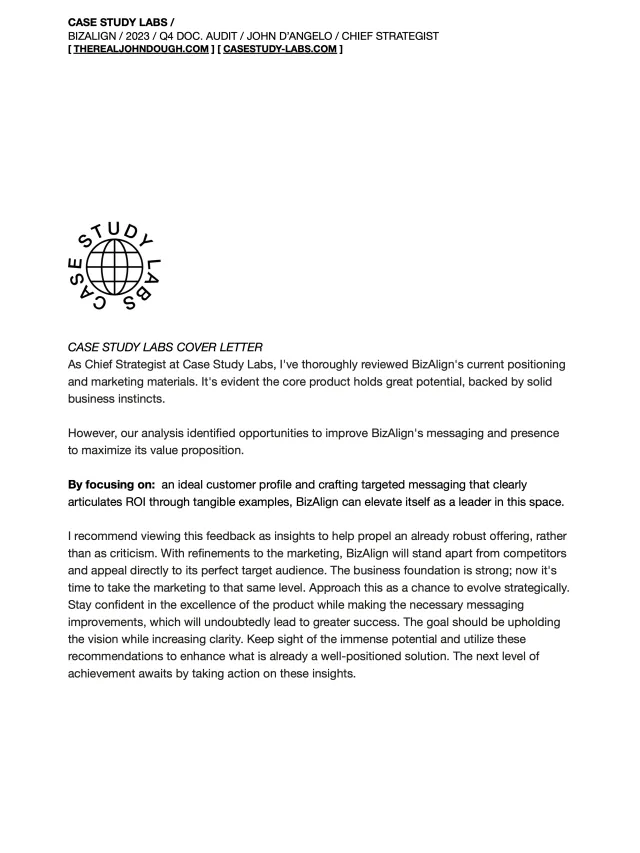 CASE STUDY LABS /
BIZALIGN / 2023 / Q4 DOC. AUDIT / JOHN D'ANGELO / CHIEF STRATEGIST
[ THEREALJOHNDOUGH.COM ] [ CASESTUDY-LABS.COM ]
CASE STUDY LABS
CASE STUDY LABS COVER LETTER
As Chief Strategist at Case Study Labs, I've thoroughly reviewed BizAlign's current positioning
and marketing materials. It's evident the core product holds great potential, backed by solid
business instincts.
However, our analysis identified opportunities to improve BizAlign's messaging and presence
to maximize its value proposition.
By focusing on:  an ideal customer profile and crafting targeted messaging that clearly
articulates ROI through tangible examples, BizAlign can elevate itself as a leader in this space.
I recommend viewing this feedback as insights to help propel an already robust offering, rather
than as criticism. With refinements to the marketing, BizAlign will stand apart from competitors
and appeal directly to its perfect target audience. The business foundation is strong; now it's
time to take the marketing to that same level. Approach this as a chance to evolve strategically.
Stay confident in the excellence of the product while making the necessary messaging
improvements, which will undoubtedly lead to greater success. The goal should be upholding
the vision while increasing clarity. Keep sight of the immense potential and utilize these
recommendations to enhance what is already a well-positioned solution. The next level of
achievement awaits by taking action on these insights.